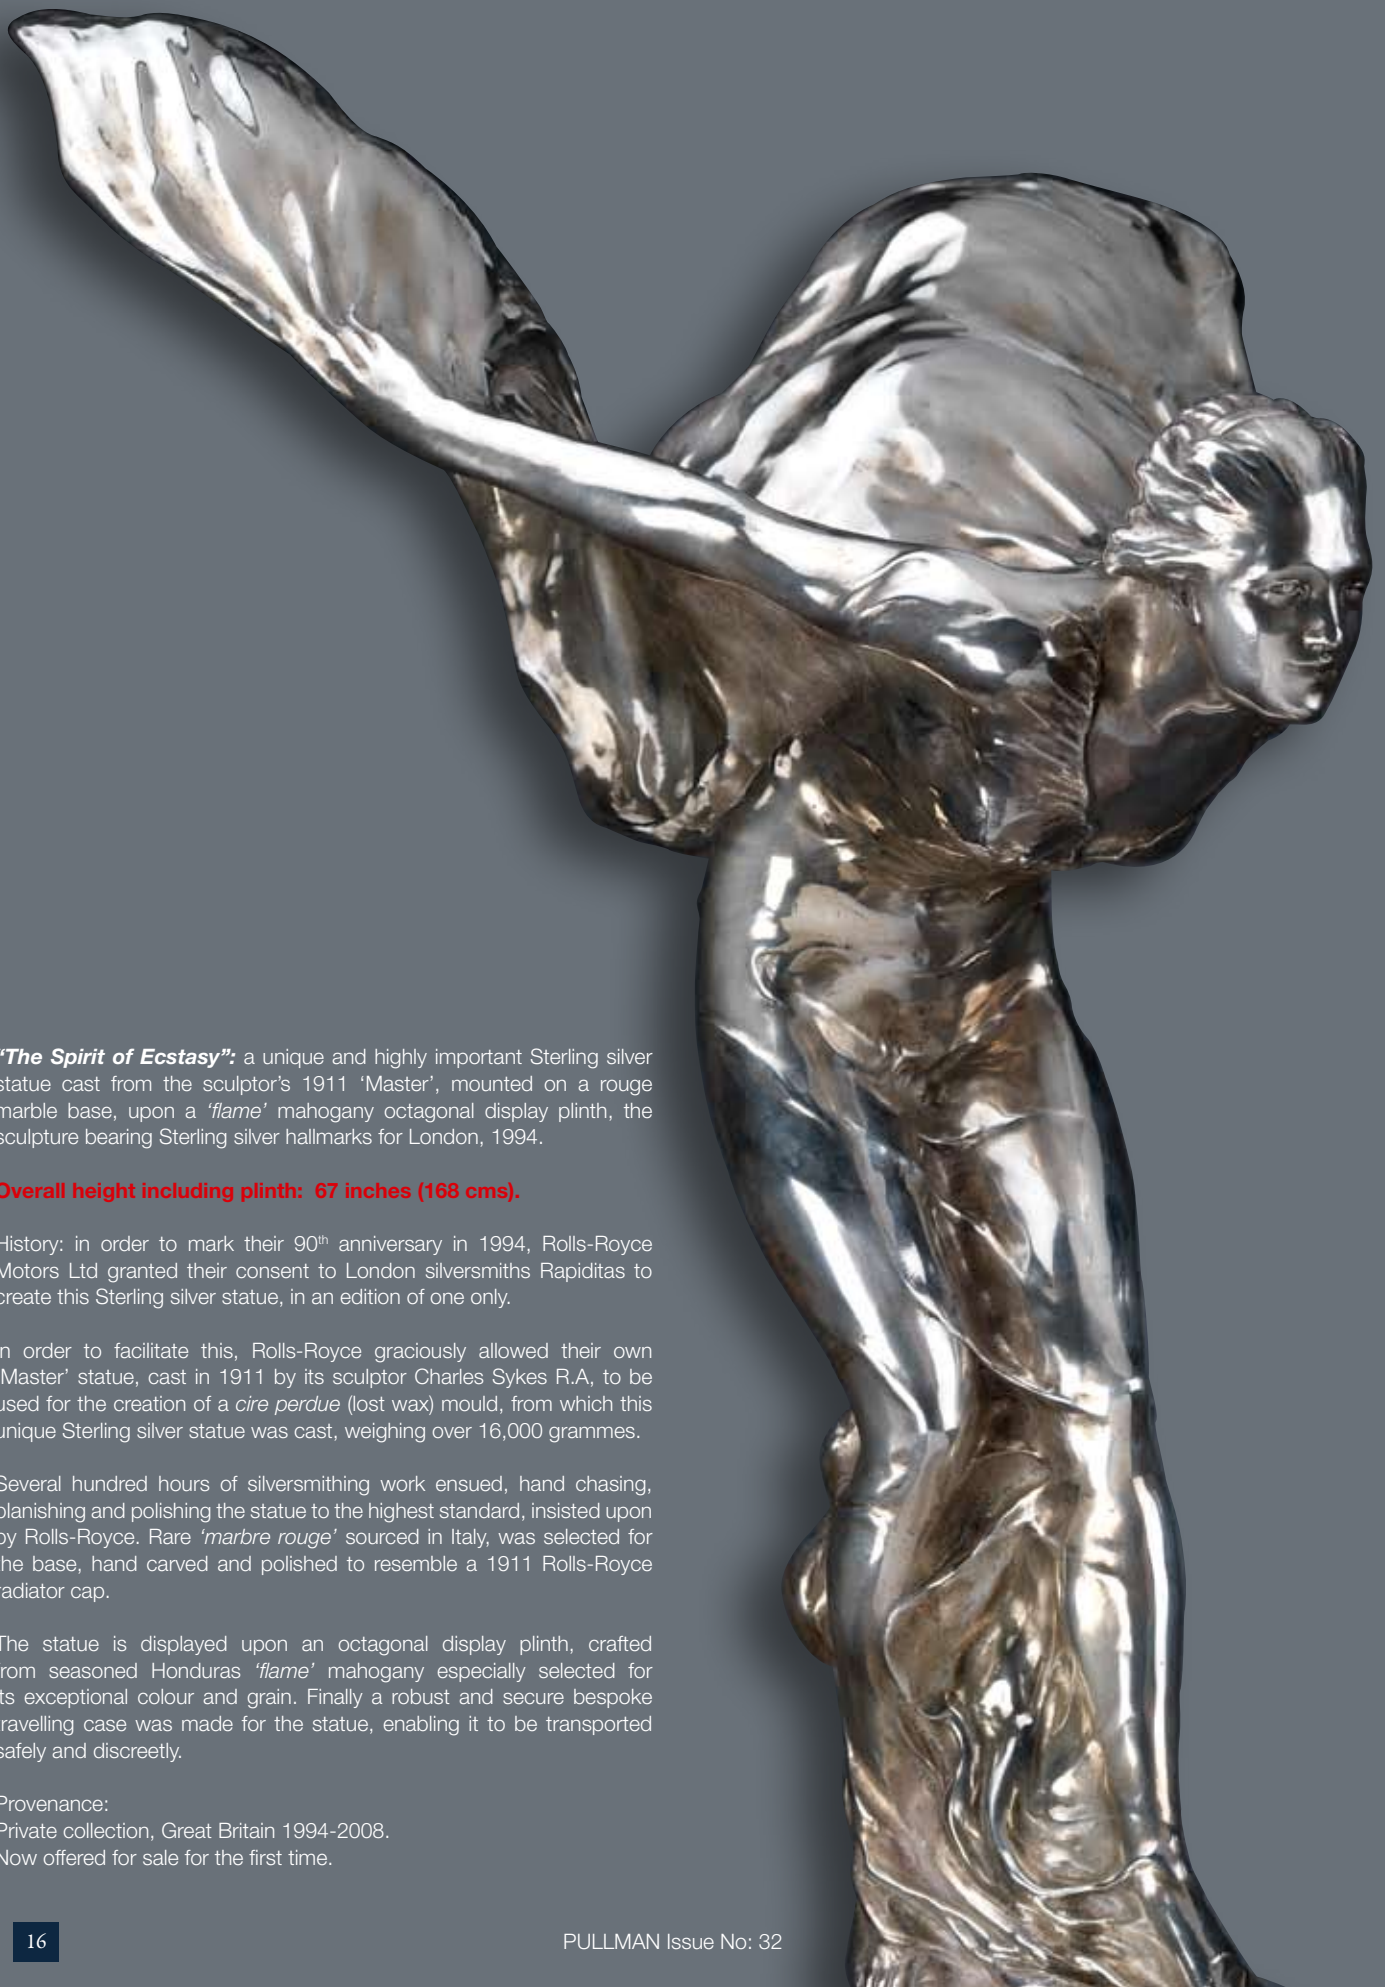 “The Spirit of Ecstasy”: a unique and highly important Sterling silver
statue cast from the sculptor’s 1911 ‘Master’, mounted on a rouge
marble base, upon a ‘flame’ mahogany octagonal display plinth, the
sculpture bearing Sterling silver hallmarks for London, 1994.
Overall height including plinth: 67 inches (168 cms).
History: in order to mark their 90th anniversary in 1994, Rolls-Royce
Motors Ltd granted their consent to London silversmiths Rapiditas to
create this Sterling silver statue, in an edition of one only.
In order to facilitate this, Rolls-Royce graciously allowed their own
‘Master’ statue, cast in 1911 by its sculptor Charles Sykes R.A, to be
used for the creation of a cire perdue (lost wax) mould, from which this
unique Sterling silver statue was cast, weighing over 16,000 grammes.
Several hundred hours of silversmithing work ensued, hand chasing,
planishing and polishing the statue to the highest standard, insisted upon
by Rolls-Royce. Rare ‘marbre rouge’ sourced in Italy, was selected for
the base, hand carved and polished to resemble a 1911 Rolls-Royce
radiator cap.
The statue is displayed upon an octagonal display plinth, crafted
from seasoned Honduras ‘flame’ mahogany especially selected for
its exceptional colour and grain. Finally a robust and secure bespoke
travelling case was made for the statue, enabling it to be transported
safely and discreetly.
Provenance:
Private collection, Great Britain 1994-2008.
Now offered for sale for the first time.
16
PULLMAN Issue No: 32